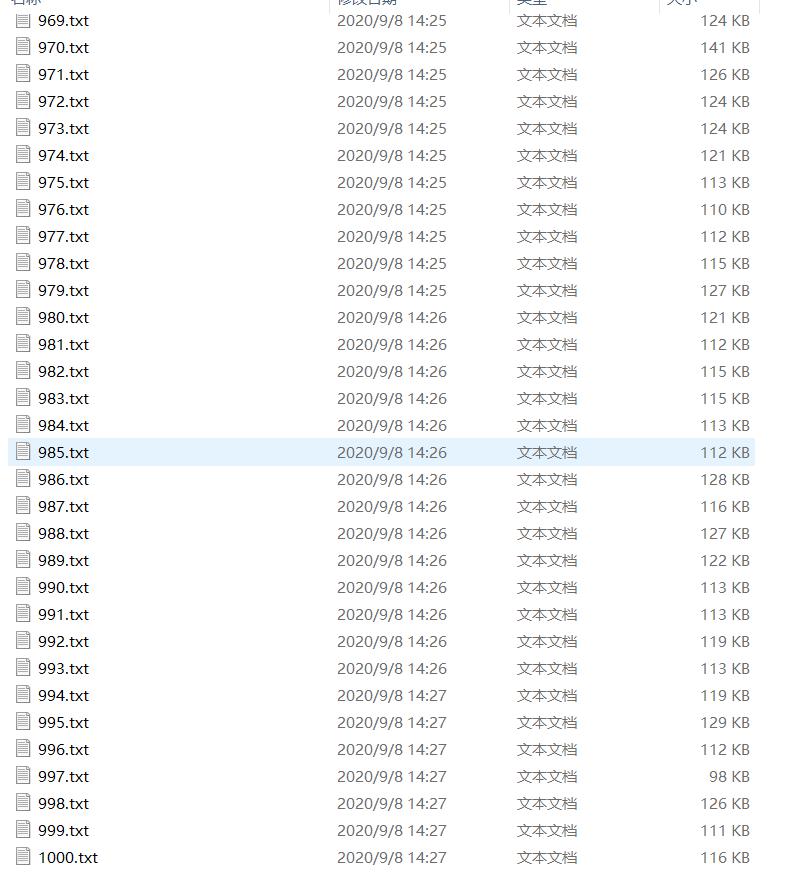 969.txt 2020/9/8 14:25 文本文档 124 KB
970.txt 2020/9/8 14:25 文本文档 141 KB
971.txt 2020/9/8 14:25 文本文档 126 KB
972.txt 2020/9/8 14:25 文本文档 124 KB
973.txt 2020/9/8 14:25 文本文档 124 KB
974.txt 2020/9/8 14:25 文本文档 121 KB
975.txt 2020/9/8 14:25 文本文档 113 KB
976.txt 2020/9/8 14:25 文本文档 110 KB
977.txt 2020/9/8 14:25 文本文档 112 KB
978.txt 2020/9/8 14:25 文本文档 115 KB
979.txt 2020/9/8 14:25 文本文档 127 KB
980.txt 2020/9/8 14:26 文本文档 121 KB
981.txt 2020/9/8 14:26 文本文档 112 KB
982.txt 2020/9/8 14:26 文本文档 115 KB
983.txt 2020/9/8 14:26 文本文档 115 KB
984.txt 2020/9/8 14:26 文本文档 113 KB
985.txt 2020/9/8 14:26 文本文档 112 KB
986.txt 2020/9/8 14:26 文本文档 128 KB
987.txt 2020/9/8 14:26 文本文档 116 KB
988.txt 2020/9/8 14:26 文本文档 127 KB
989.txt 2020/9/8 14:26 文本文档 122 KB
990.txt 2020/9/8 14:26 文本文档 113 KB
991.txt 2020/9/8 14:26 文本文档 113 KB
992.txt 2020/9/8 14:26 文本文档 119 KB
993.txt 2020/9/8 14:26 文本文档 113 KB
994.txt 2020/9/8 14:27 文本文档 119 KB
995.txt 2020/9/8 14:27 文本文档 129 KB
996.txt 2020/9/8 14:27 文本文档 112 KB
997.txt 2020/9/8 14:27 文本文档 98 KB
998.txt 2020/9/8 14:27 文本文档 126 KB
999.txt 2020/9/8 14:27 文本文档 111 KB
1000.txt 2020/9/8 14:27 文本文档 116 KB